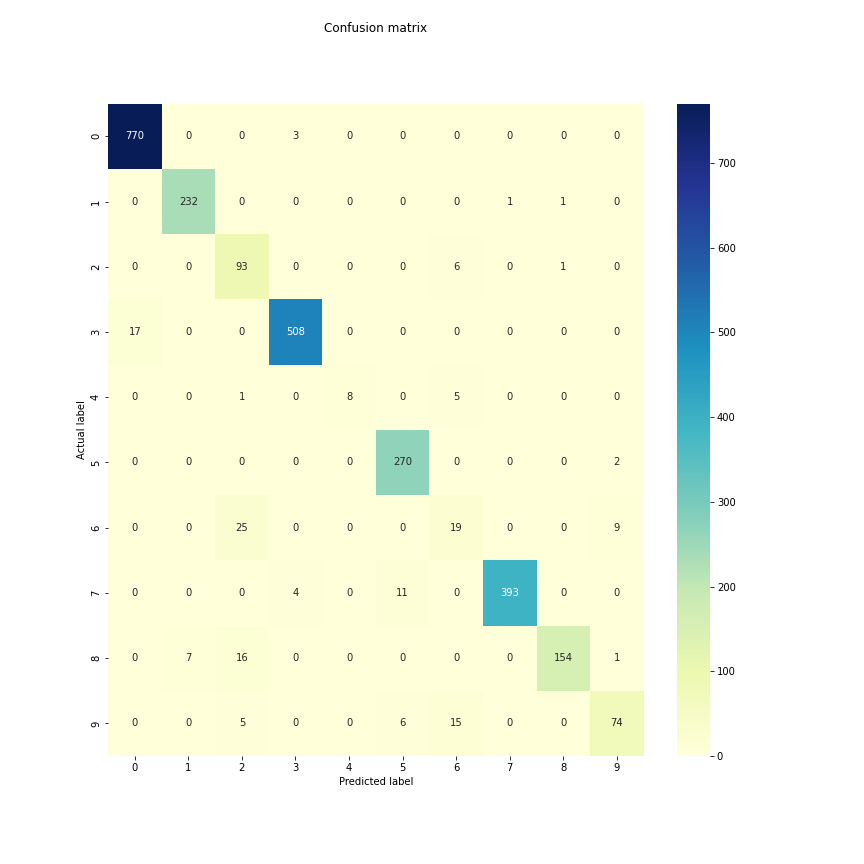 Confusion matrix
0 770 0 0 3 0 0 0 0 0 0
1 0 232 0 0 0 0 0 1 1 0
2 0 0 93 0 0 0 6 0 1 0
3 17 0 0 508 0 0 0 0 0 0
4 0 0 1 0 8 0 5 0 0 0
5 0 0 0 0 0 270 0 0 0 2
6 0 0 25 0 0 0 19 0 0 9
7 0 0 0 4 0 11 0 393 0 0
8 0 7 16 0 0 0 0 0 154 1
9 0 0 5 0 0 6 15 0 0 74
0 1 2 3 4 5 6 7 8 9
Predicted label
Actual label
700
600
500
400
300
200
100
0